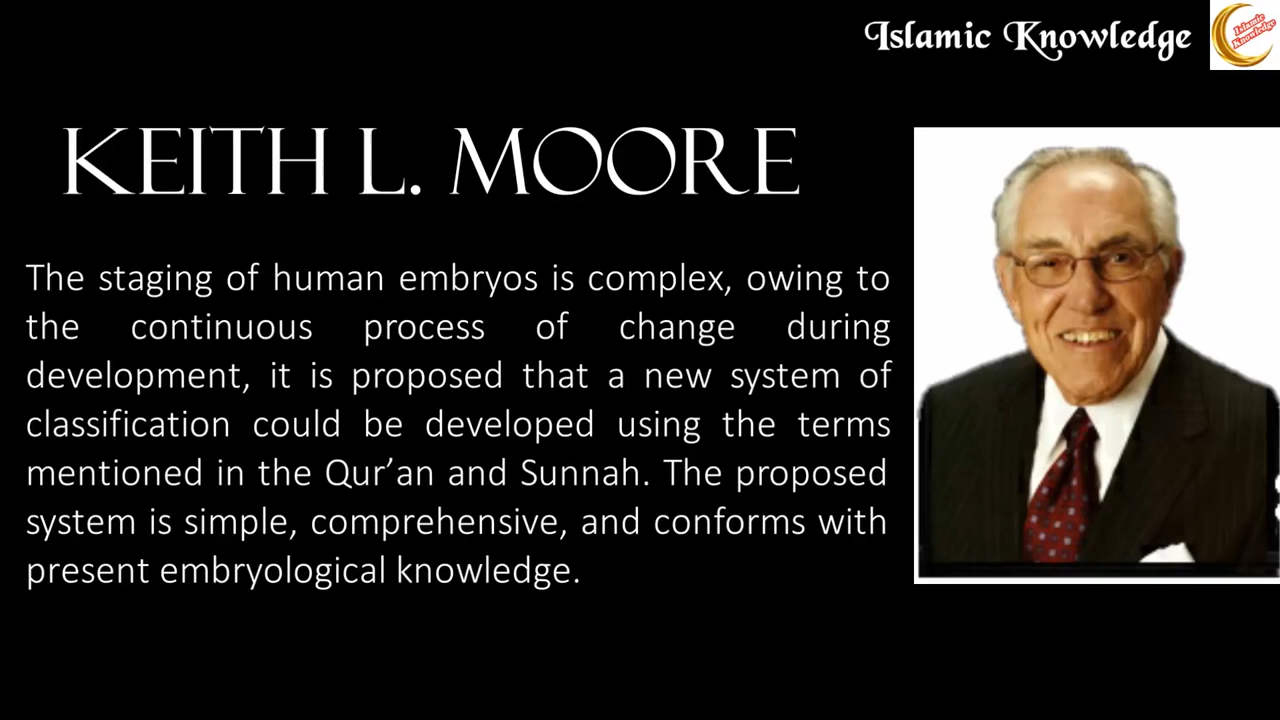 Islamic Knowledge
Islamic
Knowledge
KEITH L. MOORE
The staging of human embryos is complex, owing to
the continuous process of change during
development, it is proposed that a new system of
classification could be developed using the terms
mentioned in the Qur’an and Sunnah. The proposed
system is simple, comprehensive, and conforms with
present embryological knowledge.